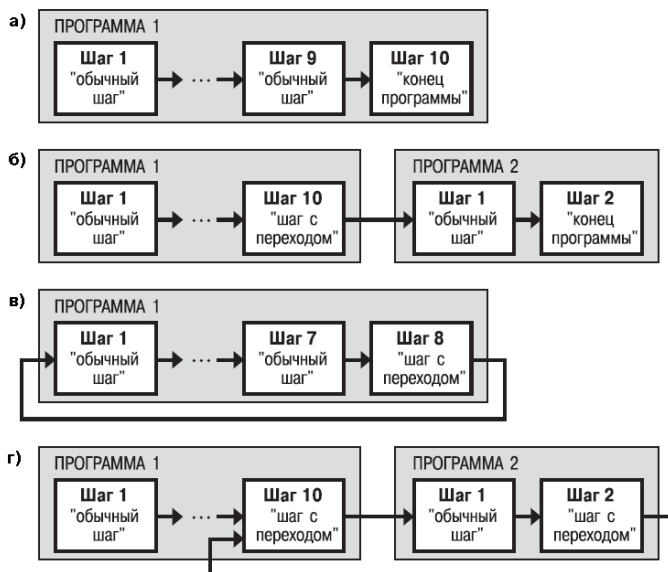 а)
ПРОГРАММА 1
Шаг 1
"обычный
шаг"
...
Шаг 9
"обычный
шаг"
Шаг 10
"конец
программы"
б)
ПРОГРАММА 1
Шаг 1
"обычный
шаг"
...
Шаг 10
"шаг с
переходом"
ПРОГРАММА 2
Шаг 1
"обычный
шаг"
Шаг 2
"конец
программы"
в)
ПРОГРАММА 1
Шаг 1
"обычный
шаг"
...
Шаг 7
"обычный
шаг"
Шаг 8
"шаг с
переходом"
г)
ПРОГРАММА 1
Шаг 1
"обычный
шаг"
...
Шаг 10
"шаг с
переходом"
ПРОГРАММА 2
Шаг 1
"обычный
шаг"
Шаг 2
"шаг с
переходом"